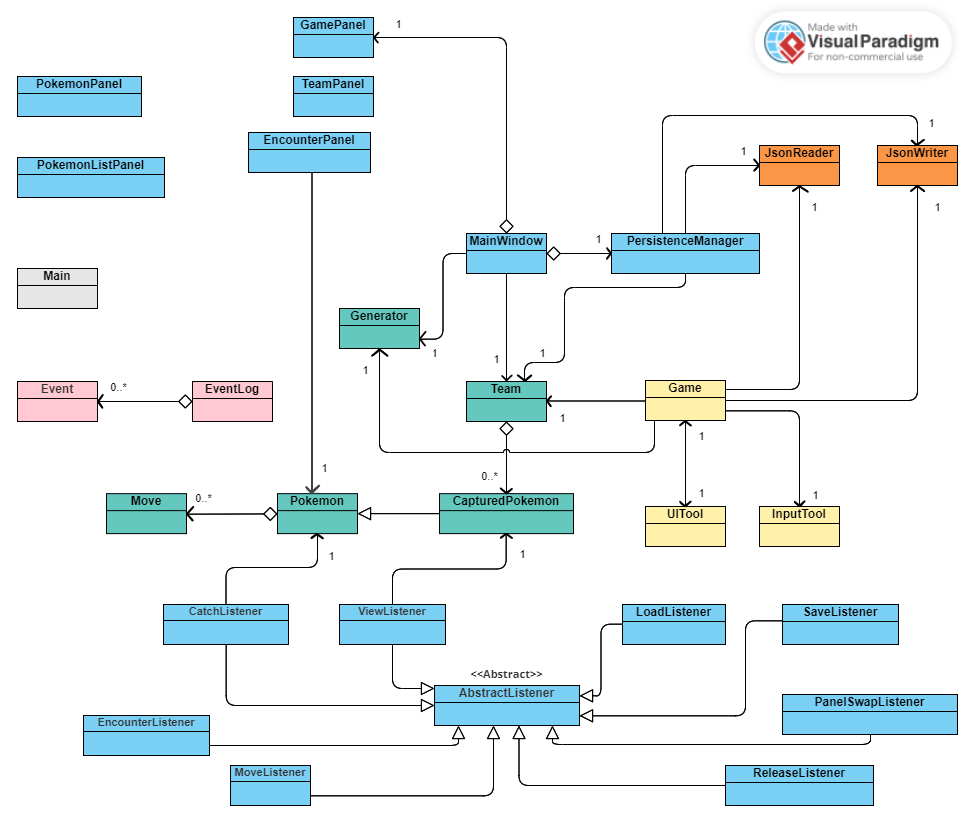 GamePanel
1
Made with
VisualParadigm
For non-commercial use
PokemonPanel
TeamPanel
EncounterPanel
PokemonListPanel
1
1
JsonReader
JsonWriter
1
1
MainWindow
1
PersistenceManager
Main
Generator
1
1
1
1
Event
0..*
EventLog
Team
1
Game
1
0..*
1
1
1
Move
0..*
Pokemon
CapturedPokemon
UITool
InputTool
1
1
CatchListener
ViewListener
LoadListener
SaveListener
<<Abstract>>
AbstractListener
PanelSwapListener
EncounterListener
MoveListener
ReleaseListener